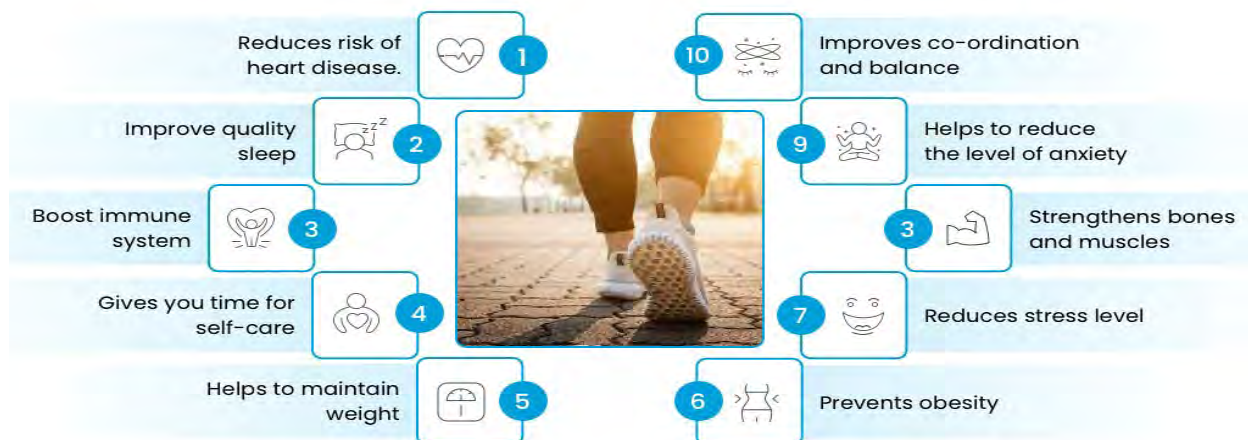 Reduces risk of
heart disease.
1
Improve quality
sleep
zzz
2
Boost immune
system
3
Gives you time for
self-care
4
Helps to maintain
weight
5
10
Improves co-ordination
and balance
9
Helps to reduce
the level of anxiety
3
Strengthens bones
and muscles
7
Reduces stress level
6
Prevents obesity